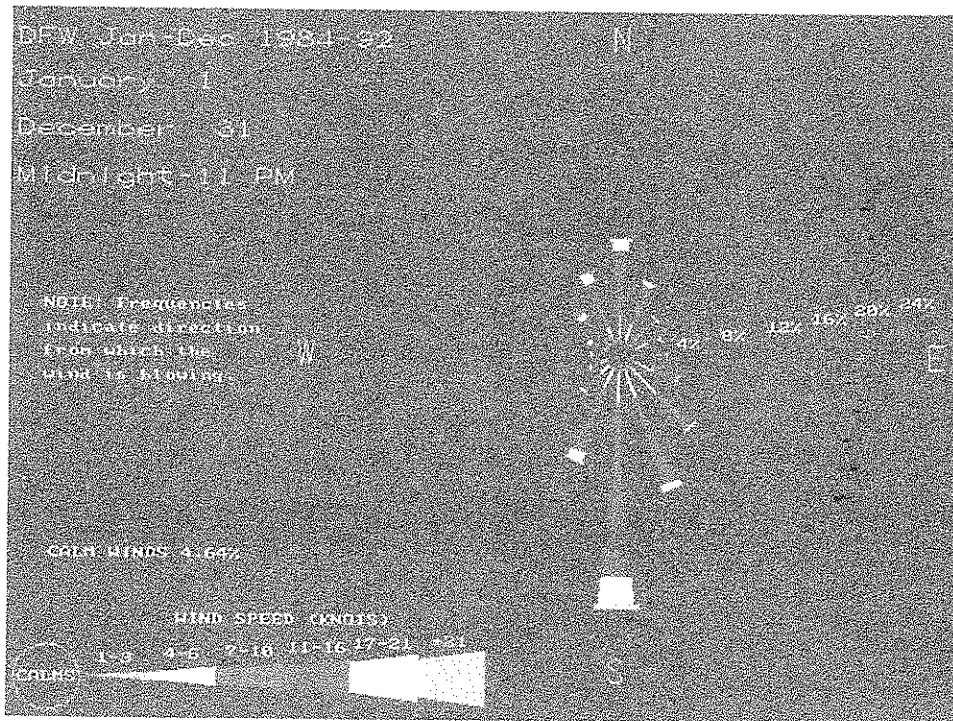 DFW Jan-Dec 1984-92
January 1
December 31
Midnight-11 PM
N
NOTE: Frequencies
indicate direction
from which the
wind is blowing.
W
4% 8% 12% 16% 20% 24%
E
CALM WINDS 4.64%
WIND SPEED (KNOTS)
CALMS 1-3 4-6 7-10 11-16 17-21 +21
S